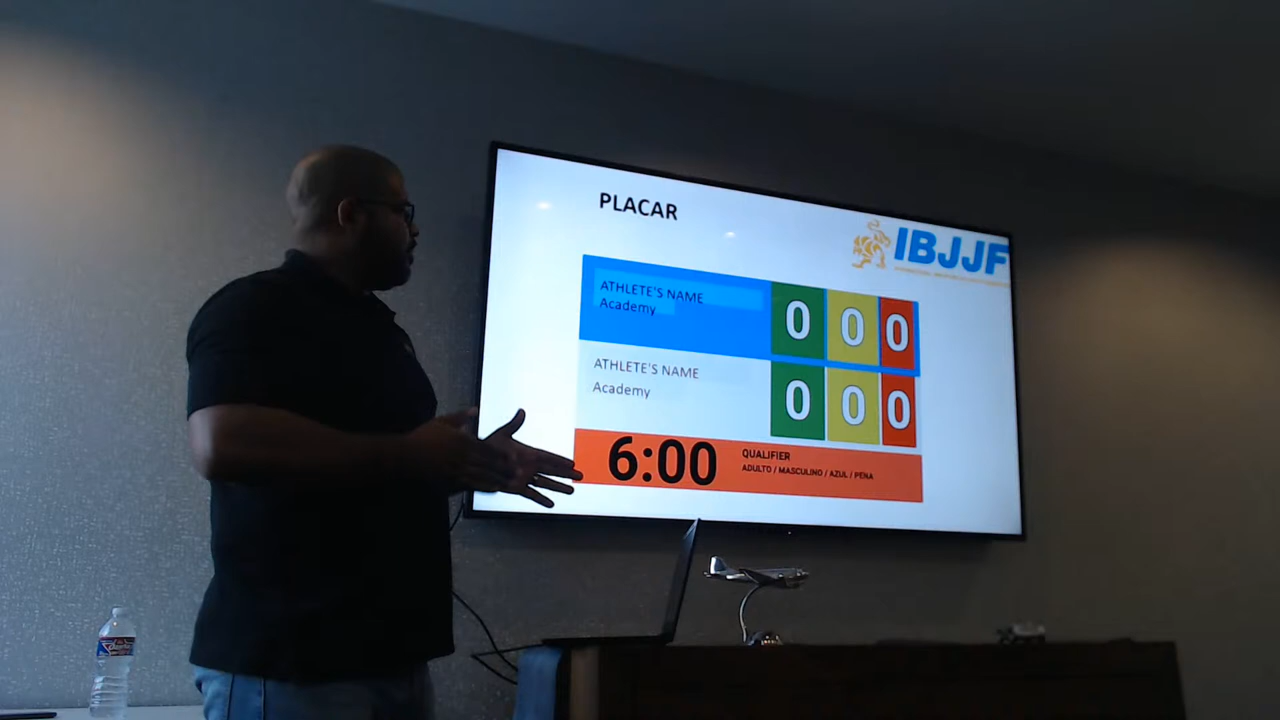 PLACAR
IBJJF
ATHLETE'S NAME
Academy
0 0 0
ATHLETE'S NAME
Academy
0 0 0
6:00
QUALIFIER
ADULTO / MASCULINO / AZUL / PENA